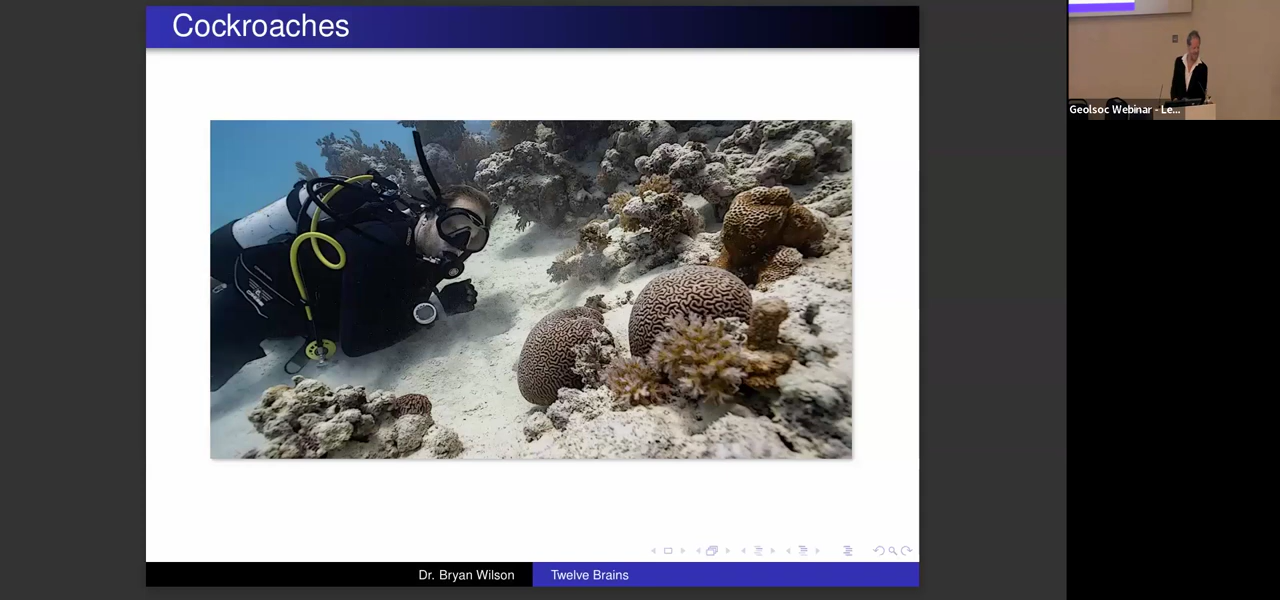 Cockroaches
Geolsoc Webinar - Le...
Dr. Bryan Wilson
Twelve Brains